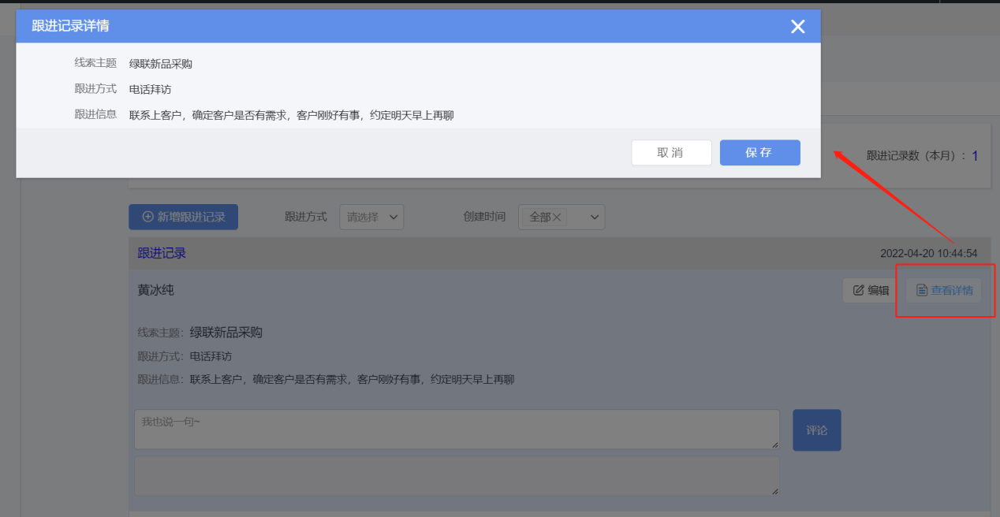 跟进记录详情
线索主题 绿联新品采购
跟进方式 电话拜访
跟进信息 联系上客户，确定客户是否有需求，客户刚好有事，约定明天早上再聊
取消 保存
跟进记录数（本月）：1
新增跟进记录 跟进方式 请选择 创建时间 全部
跟进记录 2022-04-20 10:44:54
黄冰纯 编辑 查看详情
线索主题：绿联新品采购
跟进方式：电话拜访
跟进信息：联系上客户，确定客户是否有需求，客户刚好有事，约定明天早上再聊
我也说一句~
评论